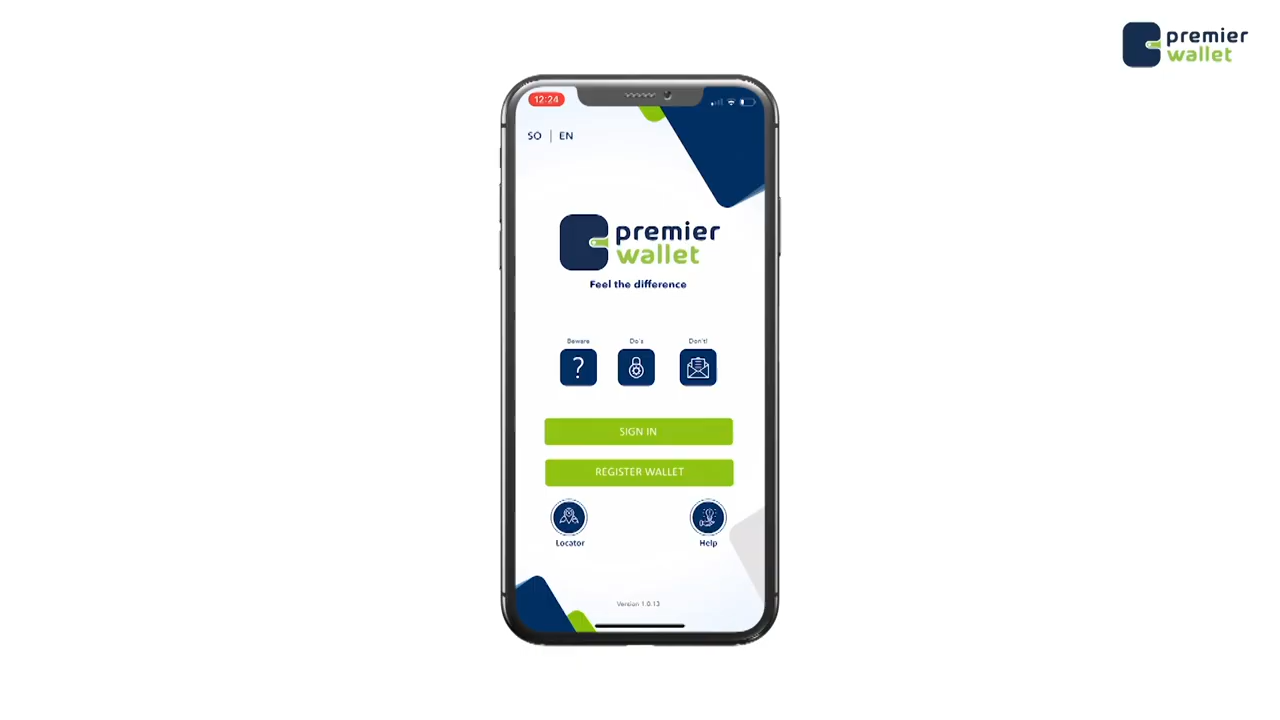 premier
wallet
12:24
SO | EN
premier
wallet
Feel the difference
Beware
Do's
Don't!
SIGN IN
REGISTER WALLET
Locator
Help
Version 1.0.13